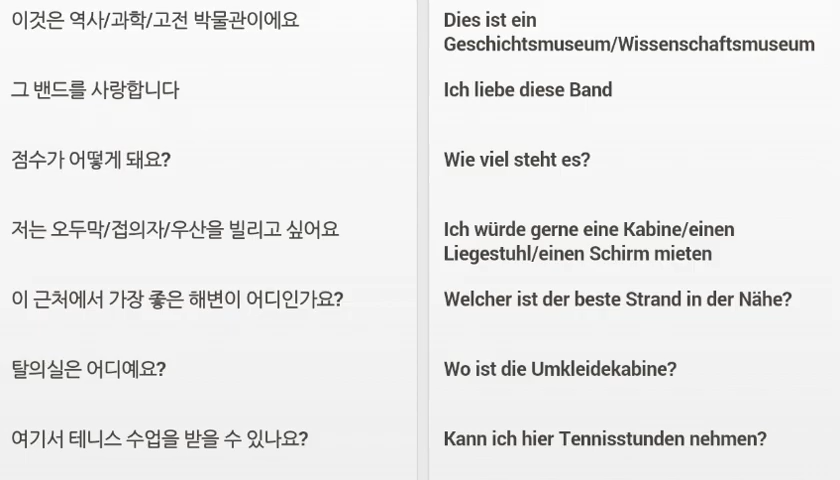 이것은 역사/과학/고전 박물관이에요
Dies ist ein
Geschichtsmuseum/Wissenschaftsmuseum
그 밴드를 사랑합니다
Ich liebe diese Band
점수가 어떻게 돼요?
Wie viel steht es?
저는 오두막/접의자/우산을 빌리고 싶어요
Ich würde gerne eine Kabine/einen
Liegestuhl/einen Schirm mieten
이 근처에서 가장 좋은 해변이 어디인가요?
Welcher ist der beste Strand in der Nähe?
탈의실은 어디예요?
Wo ist die Umkleidekabine?
여기서 테니스 수업을 받을 수 있나요?
Kann ich hier Tennisstunden nehmen?